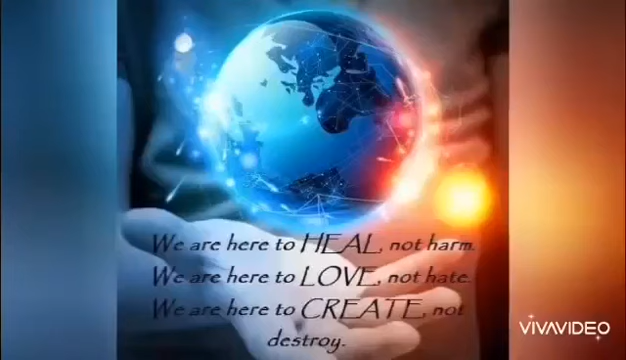 We are here to HEAL, not harm.
We are here to LOVE, not hate.
We are here to CREATE, not
destroy.
VIVAVIDEO